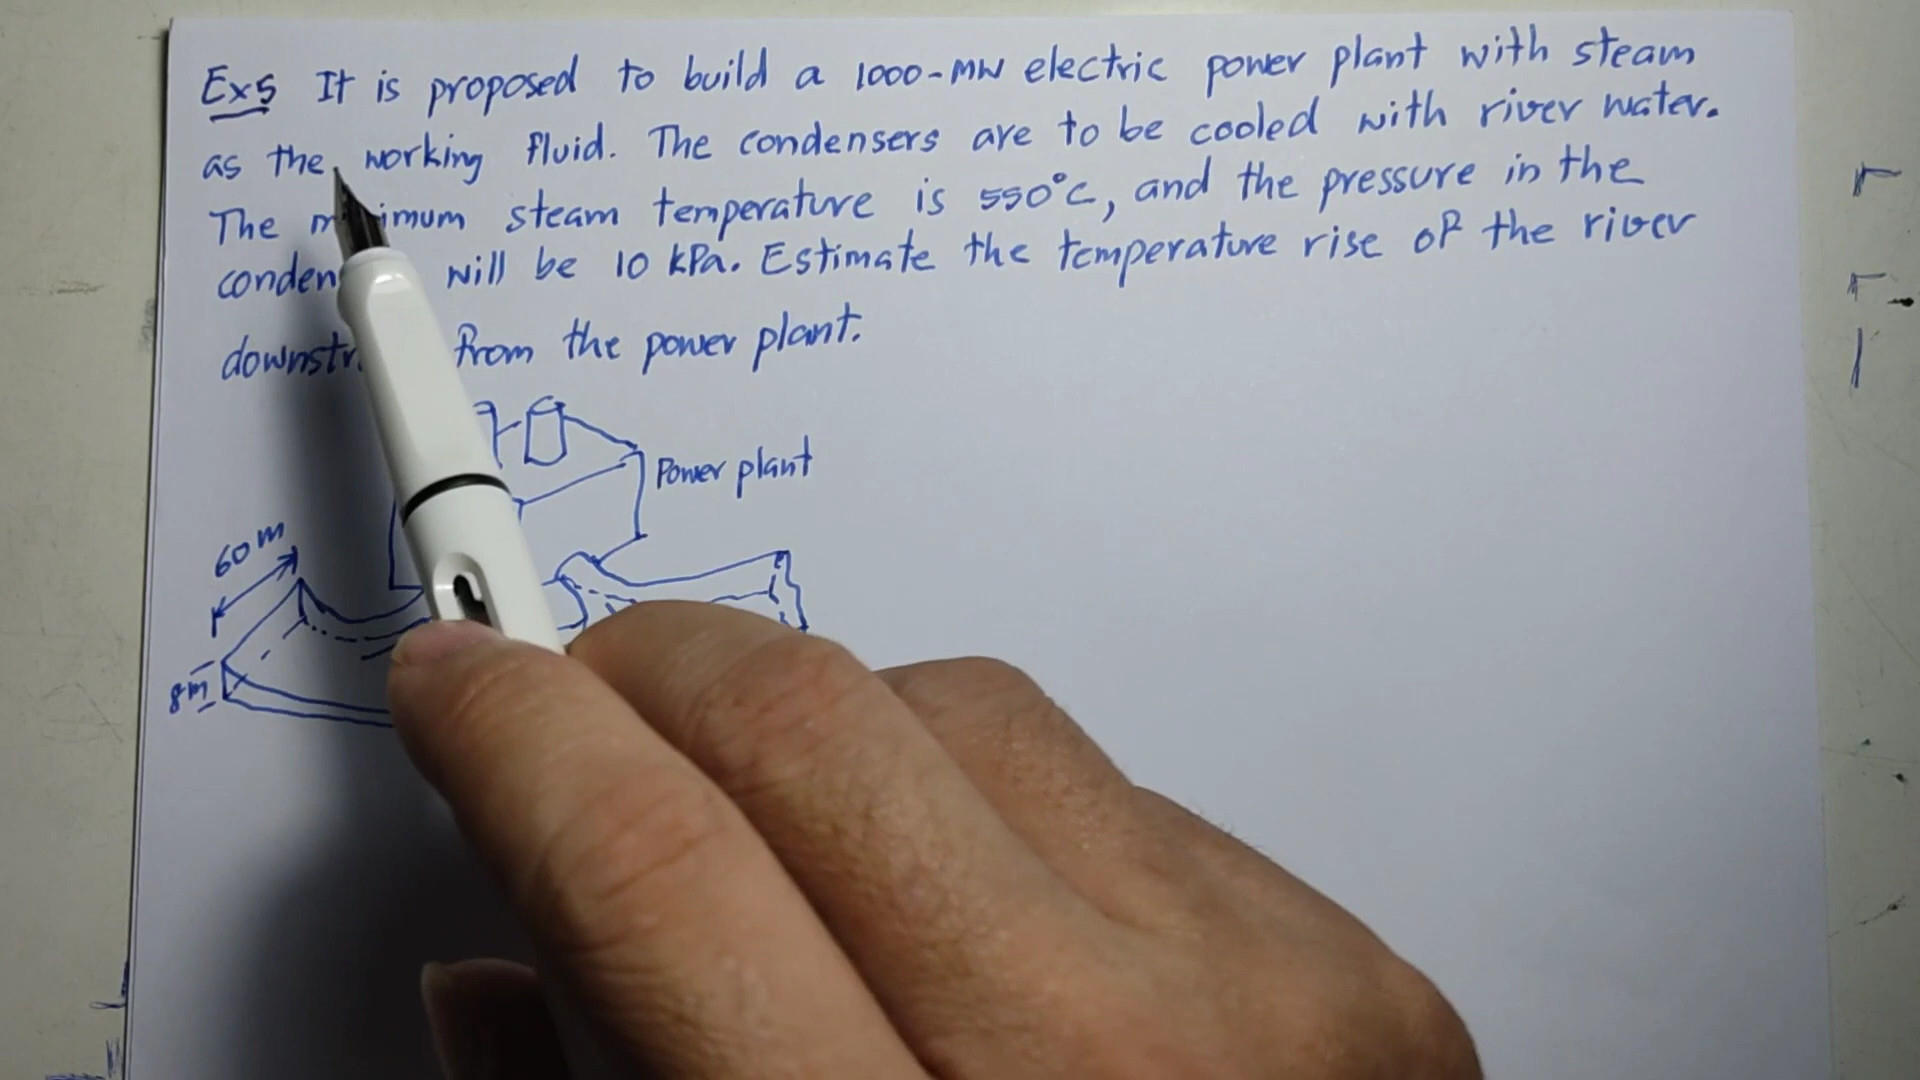 Ex5 It is proposed to build a 1000-MW electric power plant with steam
as the working fluid. The condensers are to be cooled with river water.
The steam temperature is 550°C, and the pressure in the
will be 10 kPa. Estimate the temperature rise of the river
from the power plant.
Power plant
60m
8m